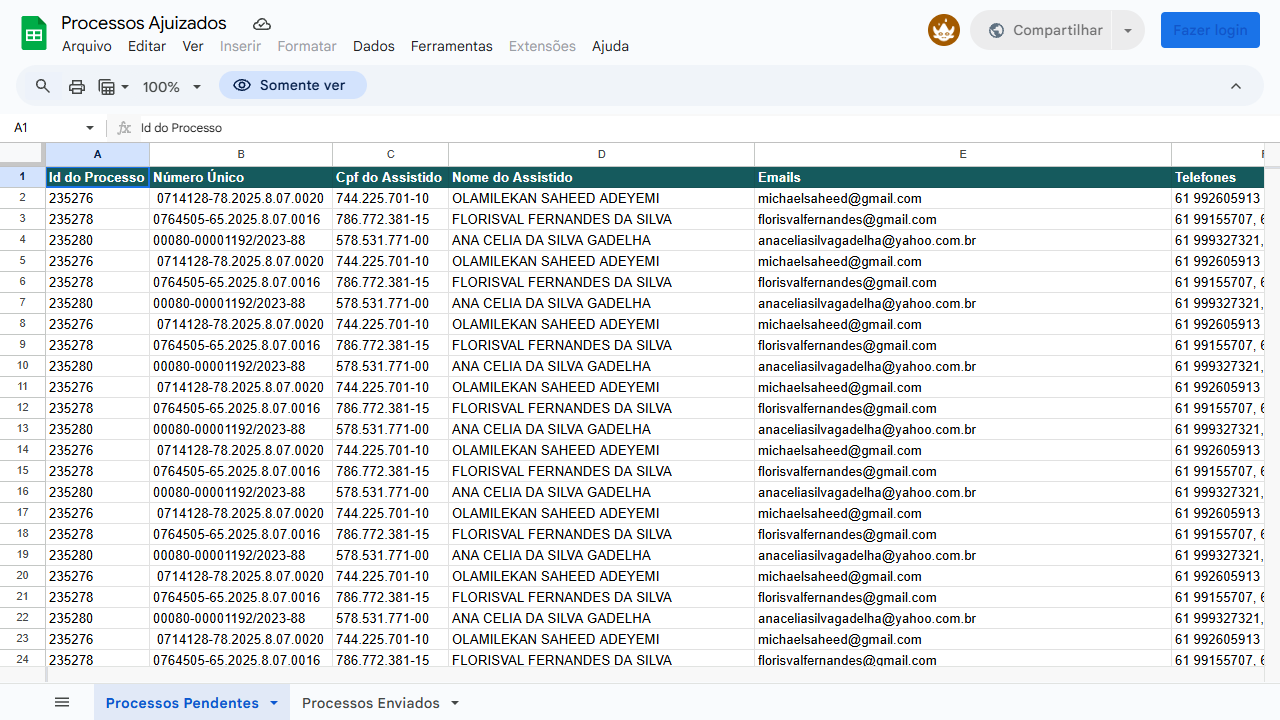 Processos Ajuizados
Arquivo Editar Ver Inserir Formatar Dados Ferramentas Extensões Ajuda
Compartilhar
Fazer login
100% Somente ver
A1 Id do Processo
A B C D E
1 Id do Processo Número Único Cpf do Assistido Nome do Assistido Emails Telefones
2 235276 0714128-78.2025.8.07.0020 744.225.701-10 OLAMILEKAN SAHEED ADEYEMI michaelsaheed@gmail.com 61 992605913
3 235278 0764505-65.2025.8.07.0016 786.772.381-15 FLORISVAL FERNANDES DA SILVA florisvalfernandes@gmail.com 61 99155707,
4 235280 00080-00001192/2023-88 578.531.771-00 ANA CELIA DA SILVA GADELHA anaceliasilvagadelha@yahoo.com.br 61 999327321,
5 235276 0714128-78.2025.8.07.0020 744.225.701-10 OLAMILEKAN SAHEED ADEYEMI michaelsaheed@gmail.com 61 992605913
6 235278 0764505-65.2025.8.07.0016 786.772.381-15 FLORISVAL FERNANDES DA SILVA florisvalfernandes@gmail.com 61 99155707,
7 235280 00080-00001192/2023-88 578.531.771-00 ANA CELIA DA SILVA GADELHA anaceliasilvagadelha@yahoo.com.br 61 999327321,
8 235276 0714128-78.2025.8.07.0020 744.225.701-10 OLAMILEKAN SAHEED ADEYEMI michaelsaheed@gmail.com 61 992605913
9 235278 0764505-65.2025.8.07.0016 786.772.381-15 FLORISVAL FERNANDES DA SILVA florisvalfernandes@gmail.com 61 99155707,
10 235280 00080-00001192/2023-88 578.531.771-00 ANA CELIA DA SILVA GADELHA anaceliasilvagadelha@yahoo.com.br 61 999327321,
11 235276 0714128-78.2025.8.07.0020 744.225.701-10 OLAMILEKAN SAHEED ADEYEMI michaelsaheed@gmail.com 61 992605913
12 235278 0764505-65.2025.8.07.0016 786.772.381-15 FLORISVAL FERNANDES DA SILVA florisvalfernandes@gmail.com 61 99155707,
13 235280 00080-00001192/2023-88 578.531.771-00 ANA CELIA DA SILVA GADELHA anaceliasilvagadelha@yahoo.com.br 61 999327321,
14 235276 0714128-78.2025.8.07.0020 744.225.701-10 OLAMILEKAN SAHEED ADEYEMI michaelsaheed@gmail.com 61 992605913
15 235278 0764505-65.2025.8.07.0016 786.772.381-15 FLORISVAL FERNANDES DA SILVA florisvalfernandes@gmail.com 61 99155707,
16 235280 00080-00001192/2023-88 578.531.771-00 ANA CELIA DA SILVA GADELHA anaceliasilvagadelha@yahoo.com.br 61 999327321,
17 235276 0714128-78.2025.8.07.0020 744.225.701-10 OLAMILEKAN SAHEED ADEYEMI michaelsaheed@gmail.com 61 992605913
18 235278 0764505-65.2025.8.07.0016 786.772.381-15 FLORISVAL FERNANDES DA SILVA florisvalfernandes@gmail.com 61 99155707,
19 235280 00080-00001192/2023-88 578.531.771-00 ANA CELIA DA SILVA GADELHA anaceliasilvagadelha@yahoo.com.br 61 999327321,
20 235276 0714128-78.2025.8.07.0020 744.225.701-10 OLAMILEKAN SAHEED ADEYEMI michaelsaheed@gmail.com 61 992605913
21 235278 0764505-65.2025.8.07.0016 786.772.381-15 FLORISVAL FERNANDES DA SILVA florisvalfernandes@gmail.com 61 99155707,
22 235280 00080-00001192/2023-88 578.531.771-00 ANA CELIA DA SILVA GADELHA anaceliasilvagadelha@yahoo.com.br 61 999327321,
23 235276 0714128-78.2025.8.07.0020 744.225.701-10 OLAMILEKAN SAHEED ADEYEMI michaelsaheed@gmail.com 61 992605913
24 235278 0764505-65.2025.8.07.0016 786.772.381-15 FLORISVAL FERNANDES DA SILVA florisvalfernandes@gmail.com 61 99155707,
Processos Pendentes Processos Enviados